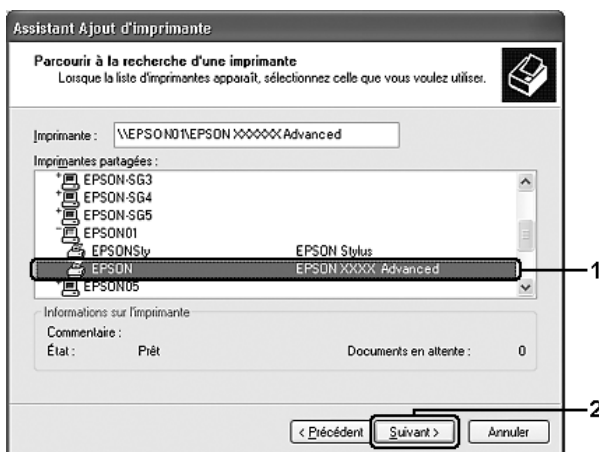 Assistant Ajout d'imprimante
Parcourir à la recherche d'une imprimante
Lorsque la liste d'imprimantes apparaît, sélectionnez celle que vous voulez utiliser.
Imprimante : \\EPSON01\EPSON XXXXXX Advanced
Imprimantes partagées :
EPSON-SG3
EPSON-SG4
EPSON-SG5
EPSON01
EPSONSty EPSON Stylus
EPSON EPSON XXXX Advanced 1
EPSON05
Informations sur l'imprimante
Commentaire :
État : Prêt Documents en attente : 0
2
< Précédent Suivant > Annuler